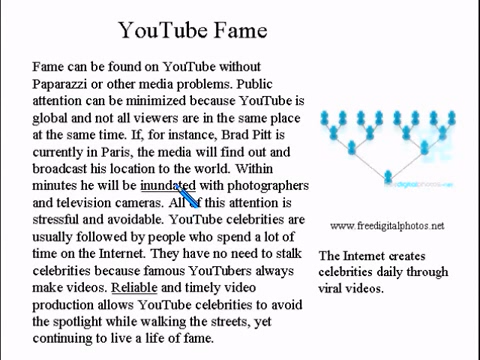 YouTube Fame
Fame can be found on YouTube without
Paparazzi or other media problems. Public
attention can be minimized because YouTube is
global and not all viewers are in the same place
at the same time. If, for instance, Brad Pitt is
currently in Paris, the media will find out and
broadcast his location to the world. Within
minutes he will be inundated with photographers
and television cameras. All of this attention is
stressful and avoidable. YouTube celebrities are
usually followed by people who spend a lot of
time on the Internet. They have no need to stalk
celebrities because famous YouTubers always
make videos. Reliable and timely video
production allows YouTube celebrities to avoid
the spotlight while walking the streets, yet
continuing to live a life of fame.
www.freedigitalphotos.net
The Internet creates
celebrities daily through
viral videos.